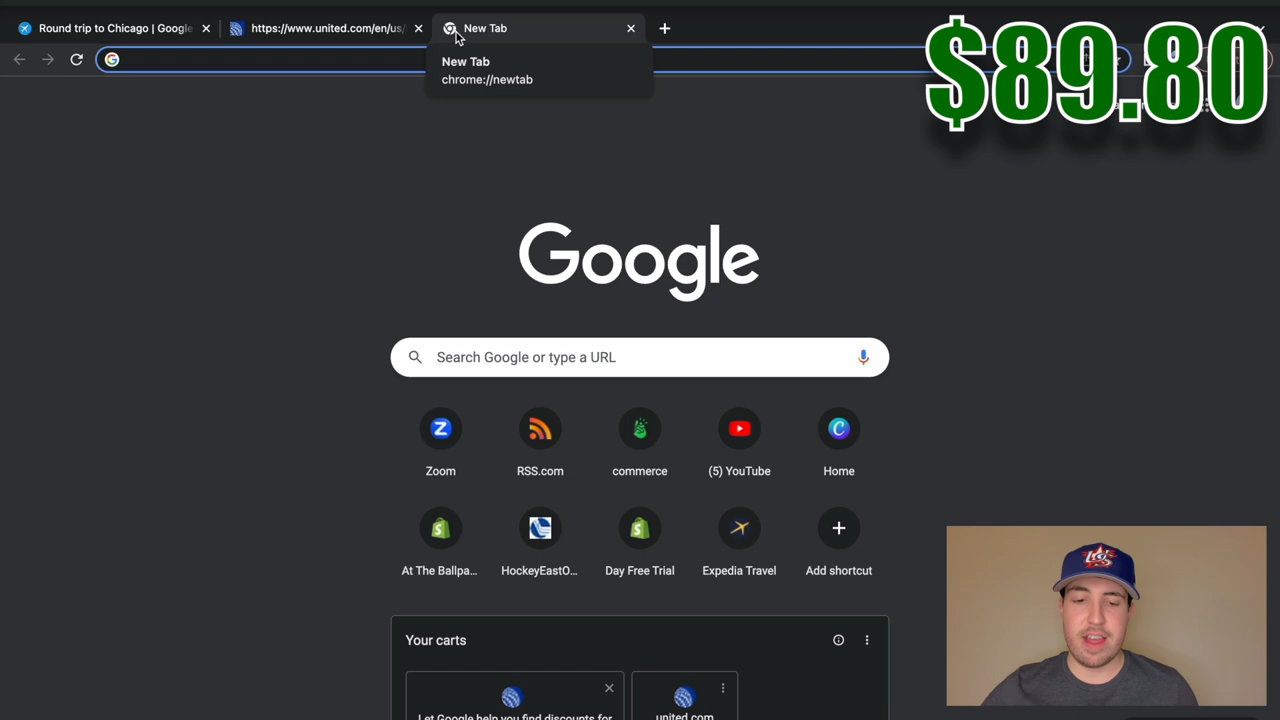 Round trip to Chicago | Google
https://www.united.com/en/us/
New Tab
$89.80
New Tab
chrome://newtab
Google
Search Google or type a URL
Zoom
RSS.com
commerce
(5) YouTube
Home
At The Ballpa...
HockeyEastO...
Day Free Trial
Expedia Travel
Add shortcut
Your carts
Let Google help you find discounts for
united.com